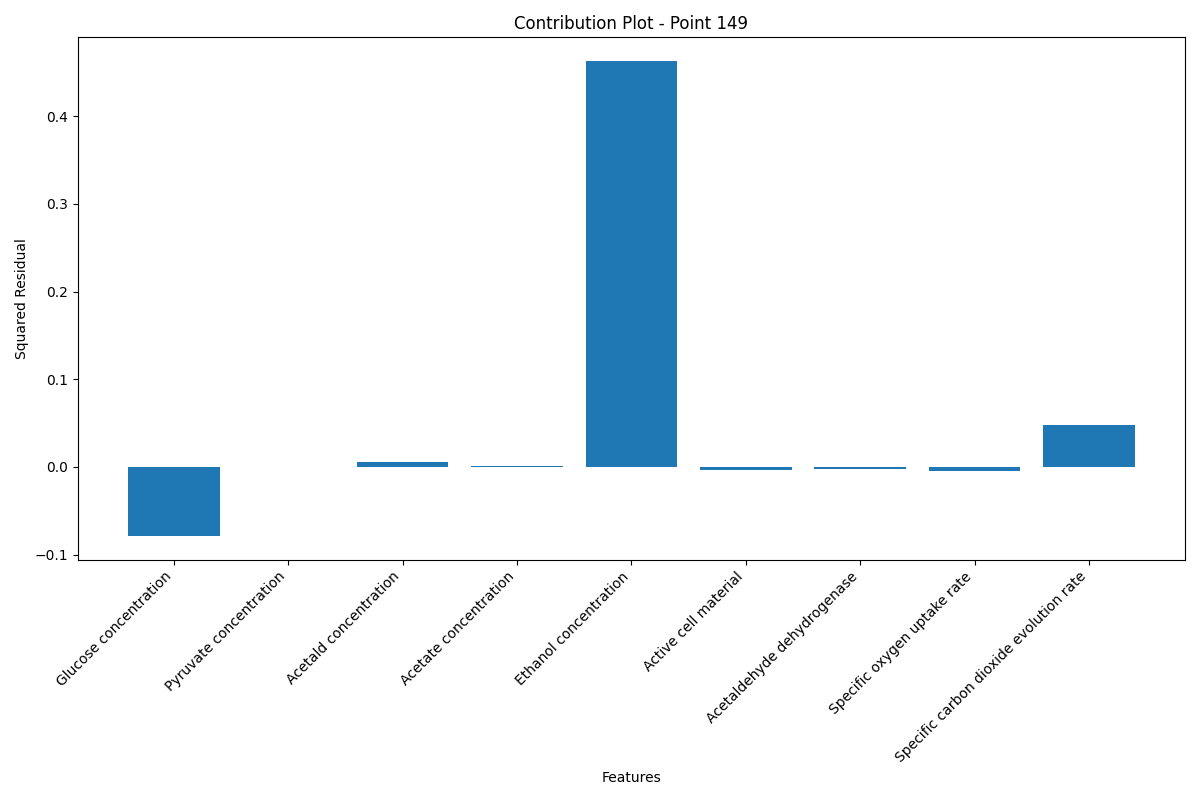 Contribution Plot - Point 149
Squared Residual
0.4
0.3
0.2
0.1
0.0
−0.1
Glucose concentration
Pyruvate concentration
Acetald concentration
Acetate concentration
Ethanol concentration
Active cell material
Acetaldehyde dehydrogenase
Specific oxygen uptake rate
Specific carbon dioxide evolution rate
Features